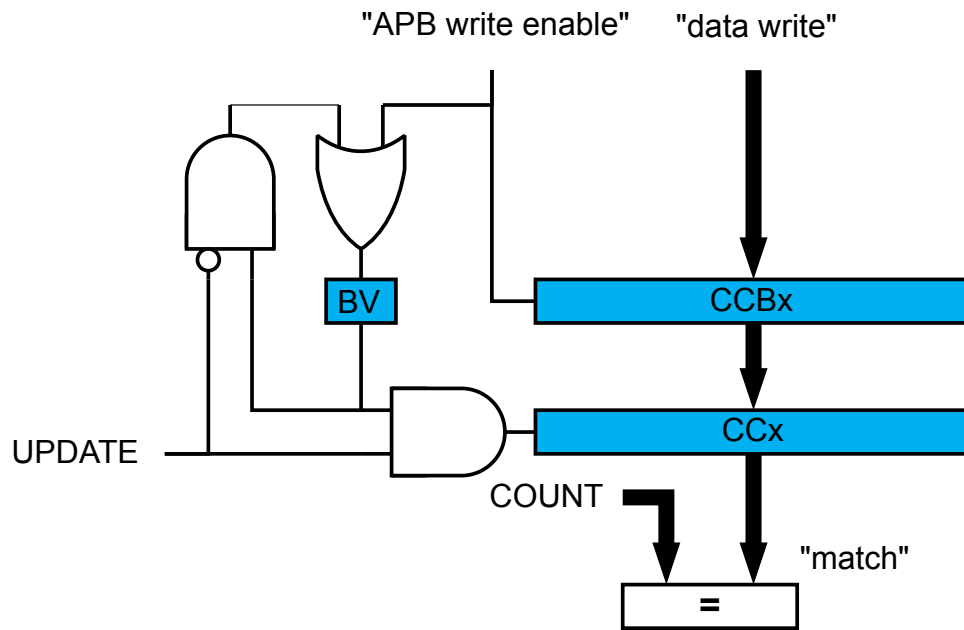 "APB write enable"
"data write"
BV
CCBx
CCx
UPDATE
COUNT
"match"
=